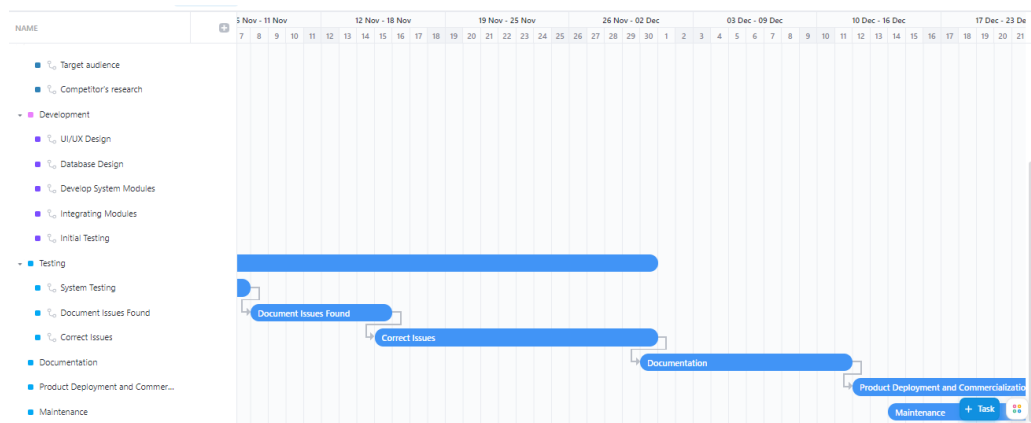 NAME
5 Nov - 11 Nov 12 Nov - 18 Nov 19 Nov - 25 Nov 26 Nov - 02 Dec 03 Dec - 09 Dec 10 Dec - 16 Dec 17 Dec - 23 De
7 8 9 10 11 12 13 14 15 16 17 18 19 20 21 22 23 24 25 26 27 28 29 30 1 2 3 4 5 6 7 8 9 10 11 12 13 14 15 16 17 18 19 20 21
Target audience
Competitor's research
Development
UI/UX Design
Database Design
Develop System Modules
Integrating Modules
Initial Testing
Testing
System Testing
Document Issues Found Document Issues Found
Correct Issues Correct Issues
Documentation Documentation
Product Deployment and Commer... Product Deployment and Commercializatio
Maintenance Maintenance + Task